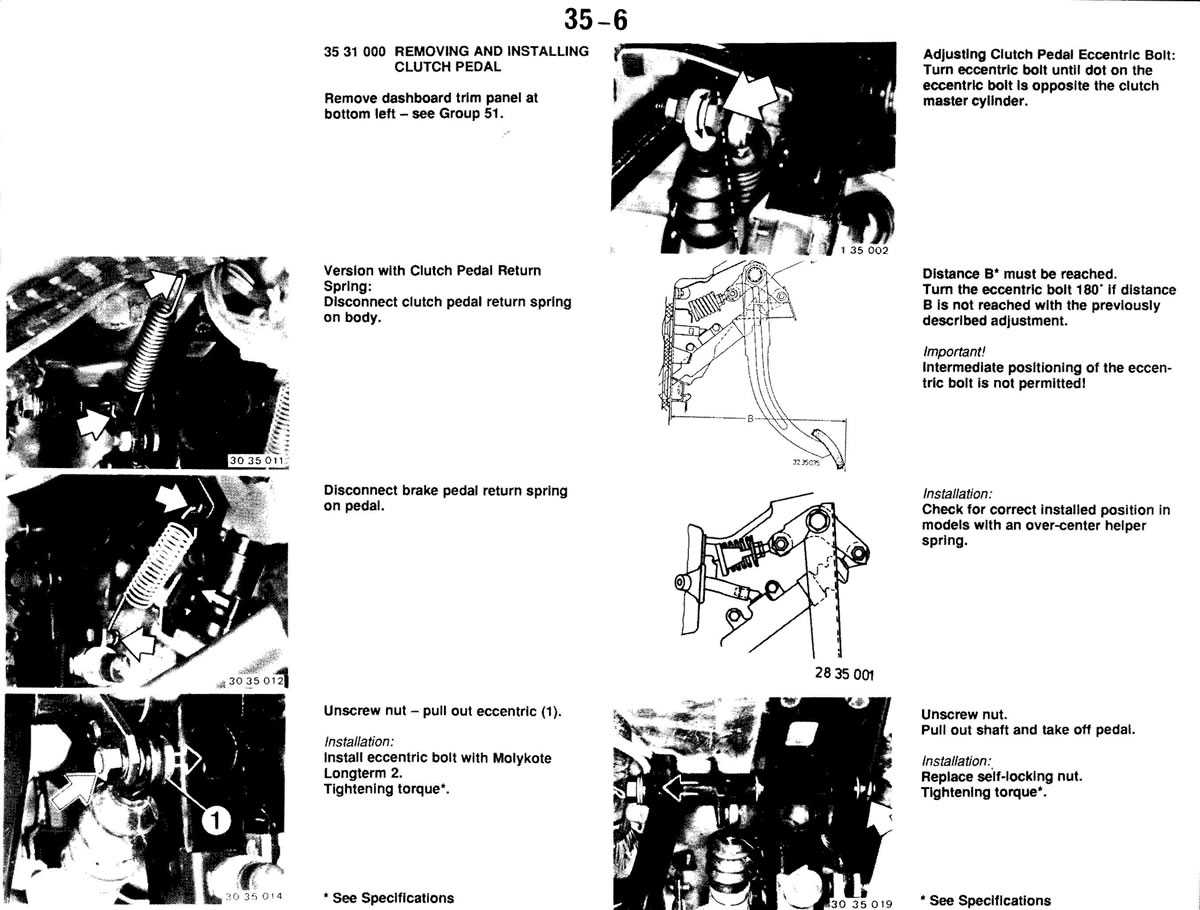 35-6
35 31 000 REMOVING AND INSTALLING
CLUTCH PEDAL
Remove dashboard trim panel at
bottom left – see Group 51.
Version with Clutch Pedal Return
Spring:
Disconnect clutch pedal return spring
on body.
30 35 011
Disconnect brake pedal return spring
on pedal.
30 35 012
Unscrew nut – pull out eccentric (1).
Installation:
Install eccentric bolt with Molykote
Longterm 2.
Tightening torque*.
1
30 35 014
* See Specifications
Adjusting Clutch Pedal Eccentric Bolt:
Turn eccentric bolt until dot on the
eccentric bolt is opposite the clutch
master cylinder.
1 35 002
Distance B* must be reached.
Turn the eccentric bolt 180° if distance
B is not reached with the previously
described adjustment.
Important!
Intermediate positioning of the eccen-
tric bolt is not permitted!
B
32 35035
Installation:
Check for correct installed position in
models with an over-center helper
spring.
28 35 001
Unscrew nut.
Pull out shaft and take off pedal.
Installation:
Replace self-locking nut.
Tightening torque*.
30 35 019
* See Specifications